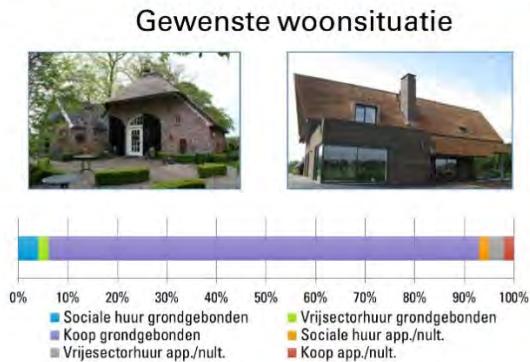 Gewenste woonsituatie
0% 10% 20% 30% 40% 50% 60% 70% 80% 90% 100%
Sociale huur grondgebonden
Vrijsectorhuur grondgebonden
Koop grondgebonden
Sociale huur app./nult.
Vrijesectorhuur app./nult.
Koop app./nult.